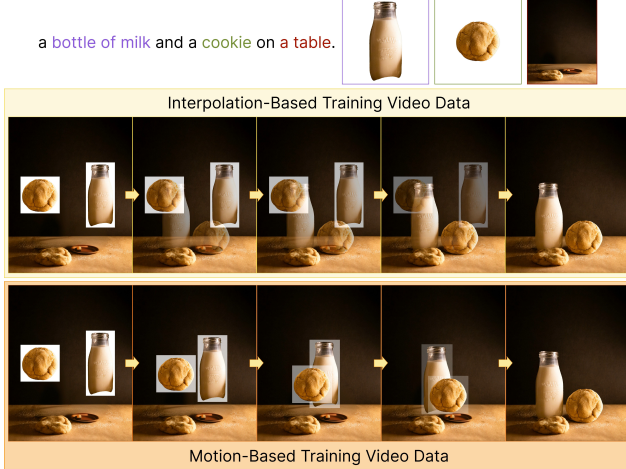 a bottle of milk and a cookie on a table.
Interpolation-Based Training Video Data
Motion-Based Training Video Data